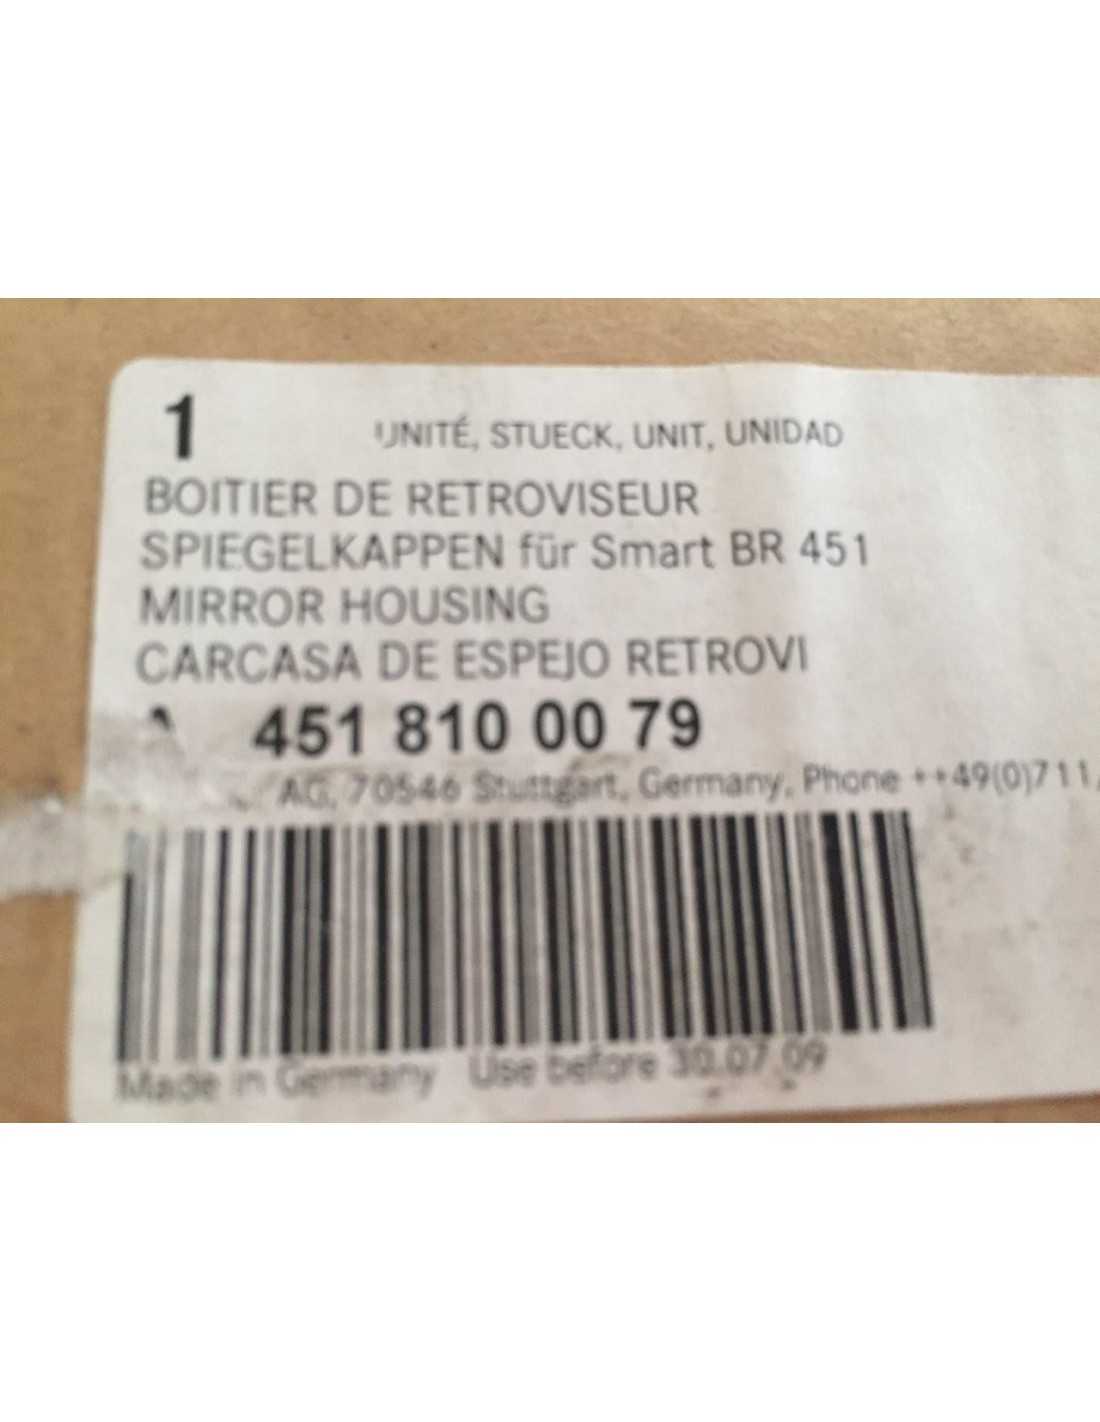 1 UNITÉ, STUECK, UNIT, UNIDAD
BOITIER DE RETROVISEUR
SPIEGELKAPPEN für Smart BR 451
MIRROR HOUSING
CARCASA DE ESPEJO RETROVI
A 451 810 00 79
AG, 70546 Stuttgart, Germany, Phone ++49(0)711,
Made in Germany Use before 30.07.09